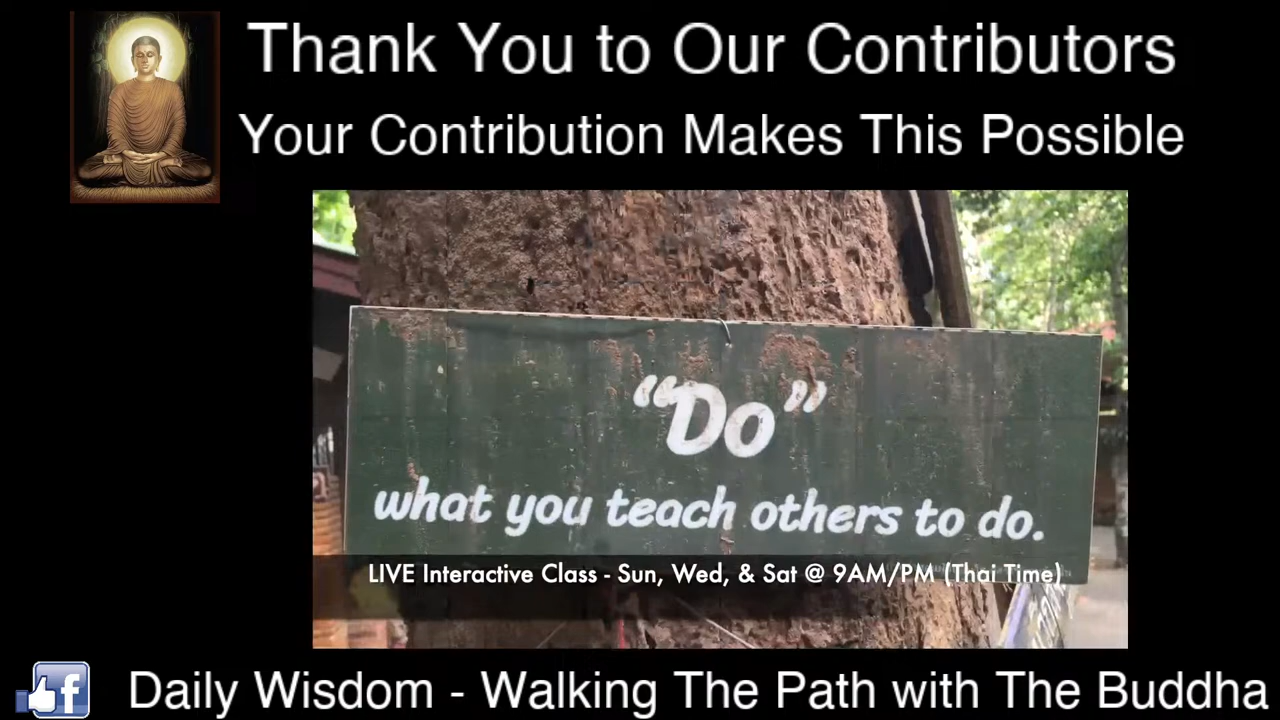 Thank You to Our Contributors
Your Contribution Makes This Possible
“Do”
what you teach others to do.
LIVE Interactive Class - Sun, Wed, & Sat @ 9AM/PM (Thai Time)
Daily Wisdom - Walking The Path with The Buddha